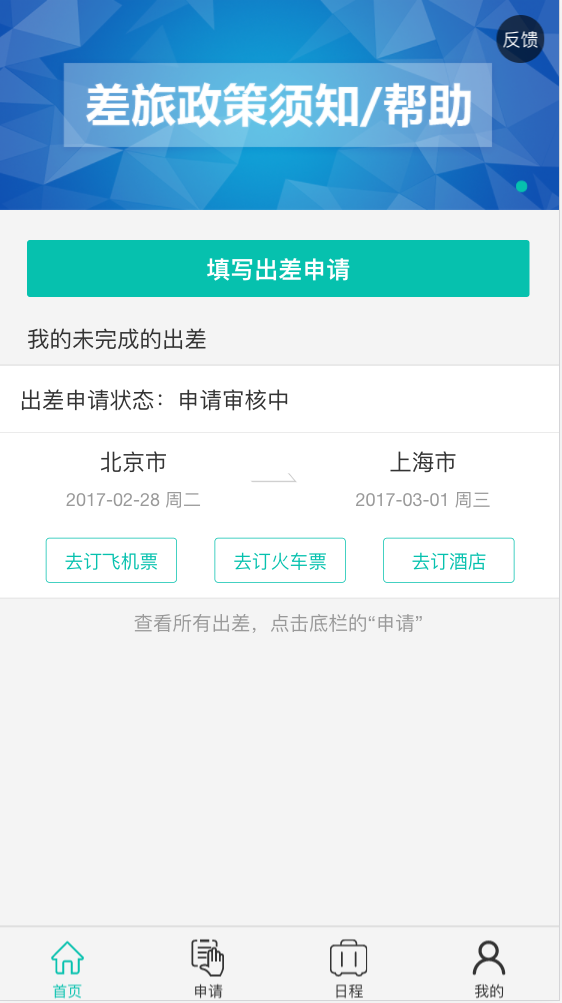 反馈
差旅政策须知/帮助
填写出差申请
我的未完成的出差
出差申请状态：申请审核中
北京市 上海市
2017-02-28 周二 2017-03-01 周三
去订飞机票 去订火车票 去订酒店
查看所有出差，点击底栏的“申请”
首页 申请 日程 我的